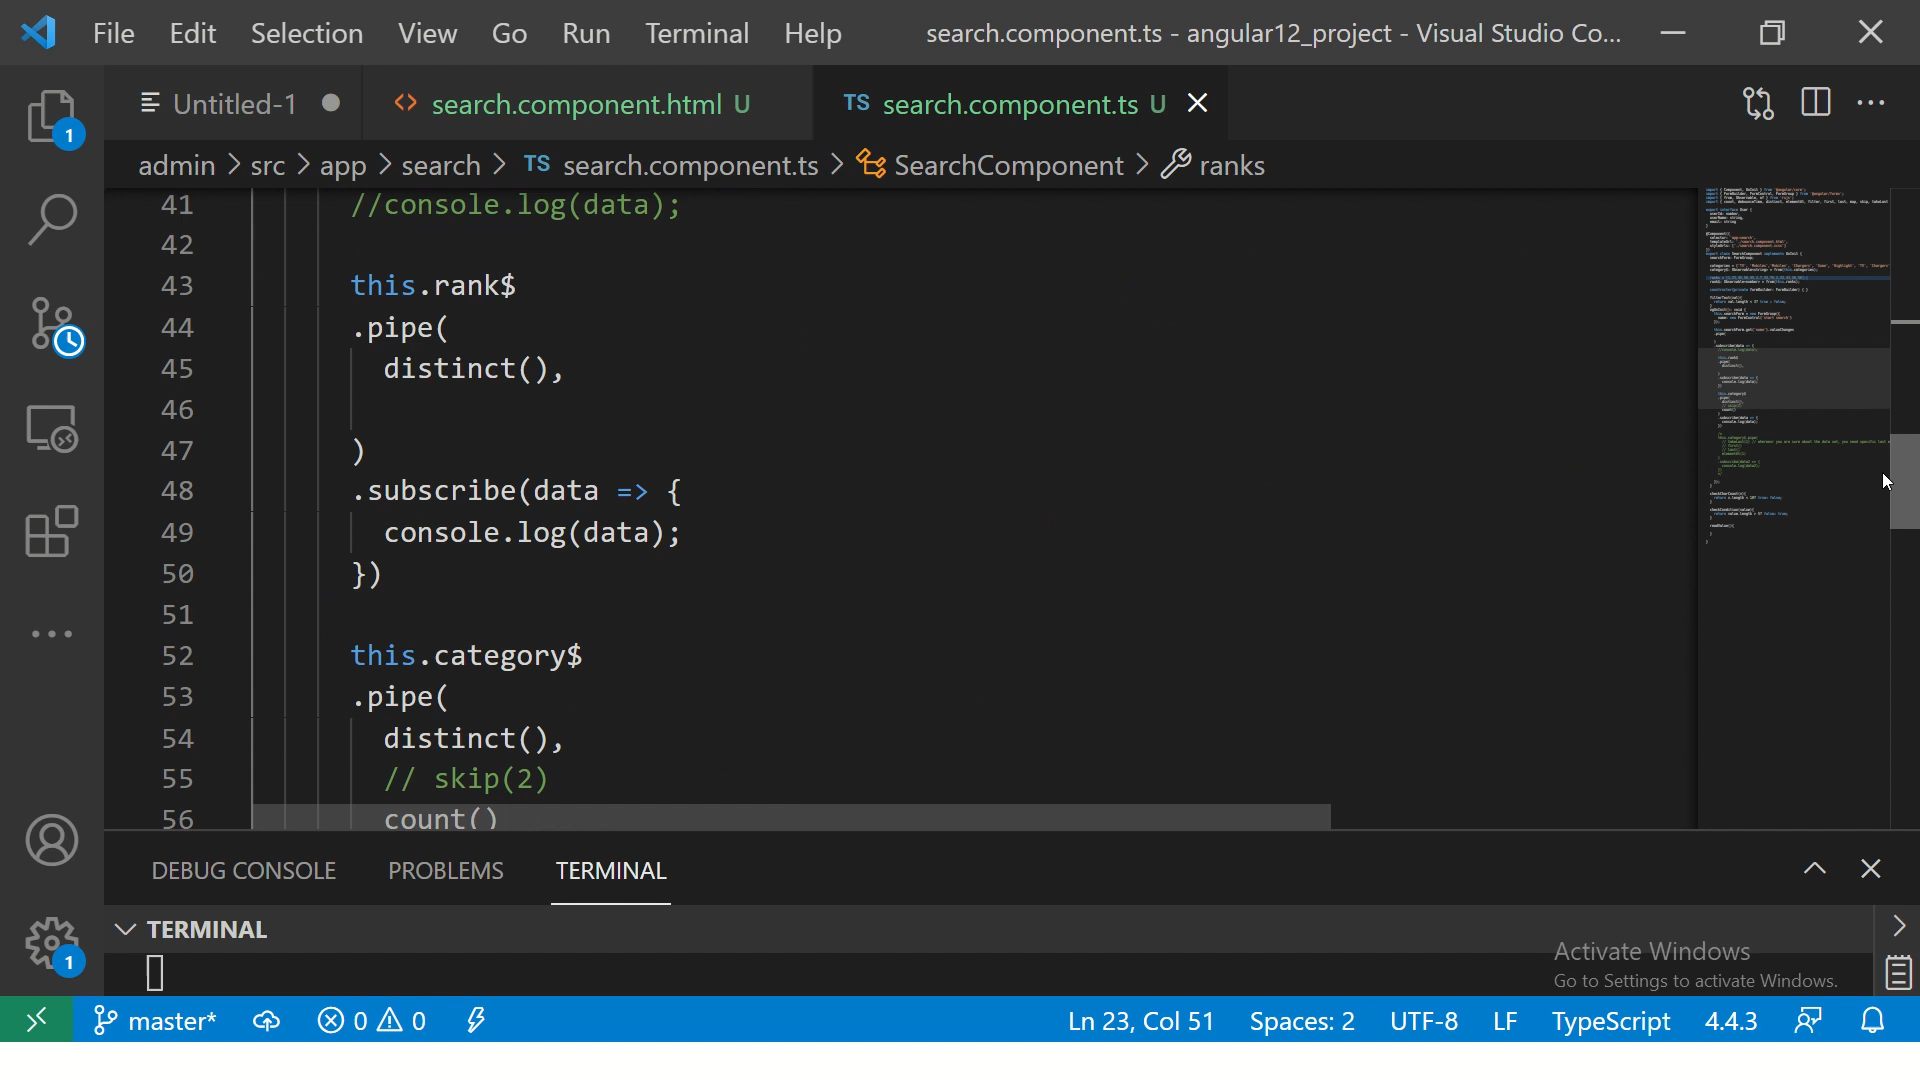 File Edit Selection View Go Run Terminal Help search.component.ts - angular12_project - Visual Studio Co...
Untitled-1 search.component.html U TS search.component.ts U
admin > src > app > search > TS search.component.ts > SearchComponent > ranks
41 //console.log(data);
42
43 this.rank$
44 .pipe(
45 distinct(),
46
47 )
48 .subscribe(data => {
49 console.log(data);
50 })
51
52 this.category$
53 .pipe(
54 distinct(),
55 // skip(2)
56 count()
DEBUG CONSOLE PROBLEMS TERMINAL
TERMINAL
Activate Windows
Go to Settings to activate Windows.
master* 0 0 Ln 23, Col 51 Spaces: 2 UTF-8 LF TypeScript 4.4.3
1
1